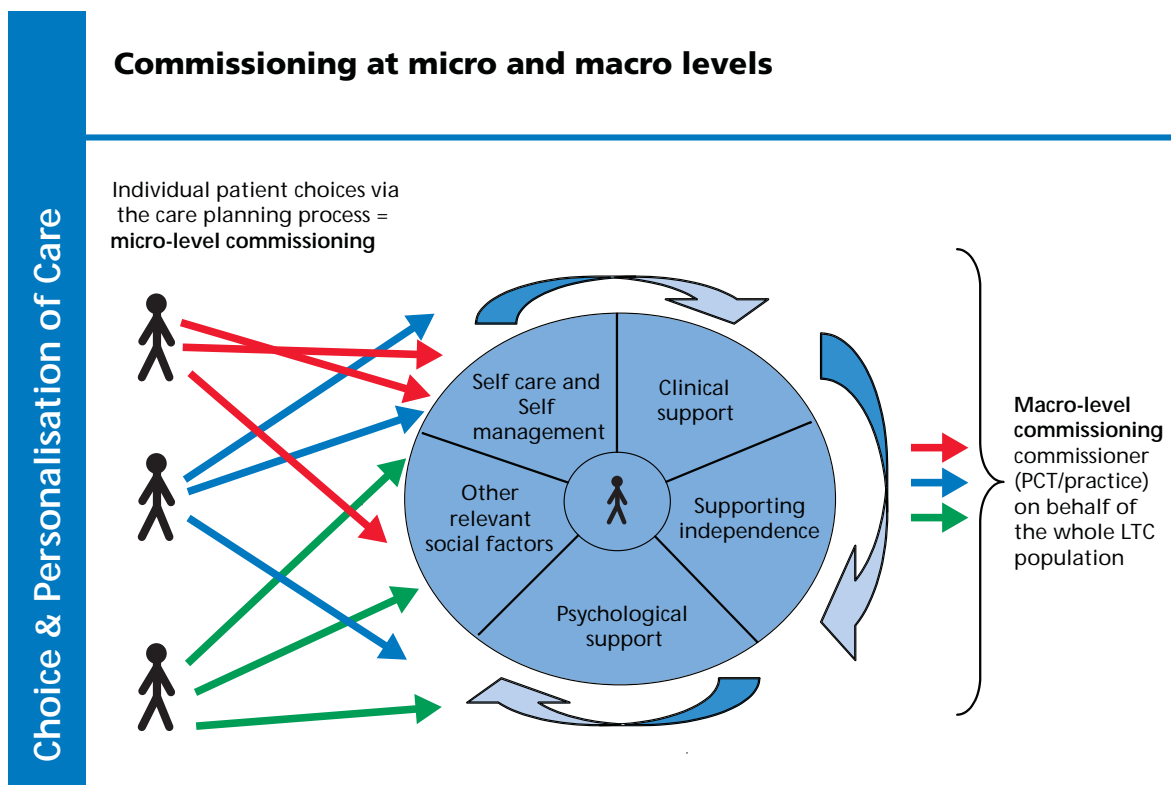 Commissioning at micro and macro levels
Choice & Personalisation of Care
Individual patient choices via
the care planning process =
micro-level commissioning
Self care and
Self
management
Clinical
support
Other
relevant
social factors
Supporting
independence
Psychological
support
Macro-level
commissioning
commissioner
(PCT/practice)
on behalf of
the whole LTC
population